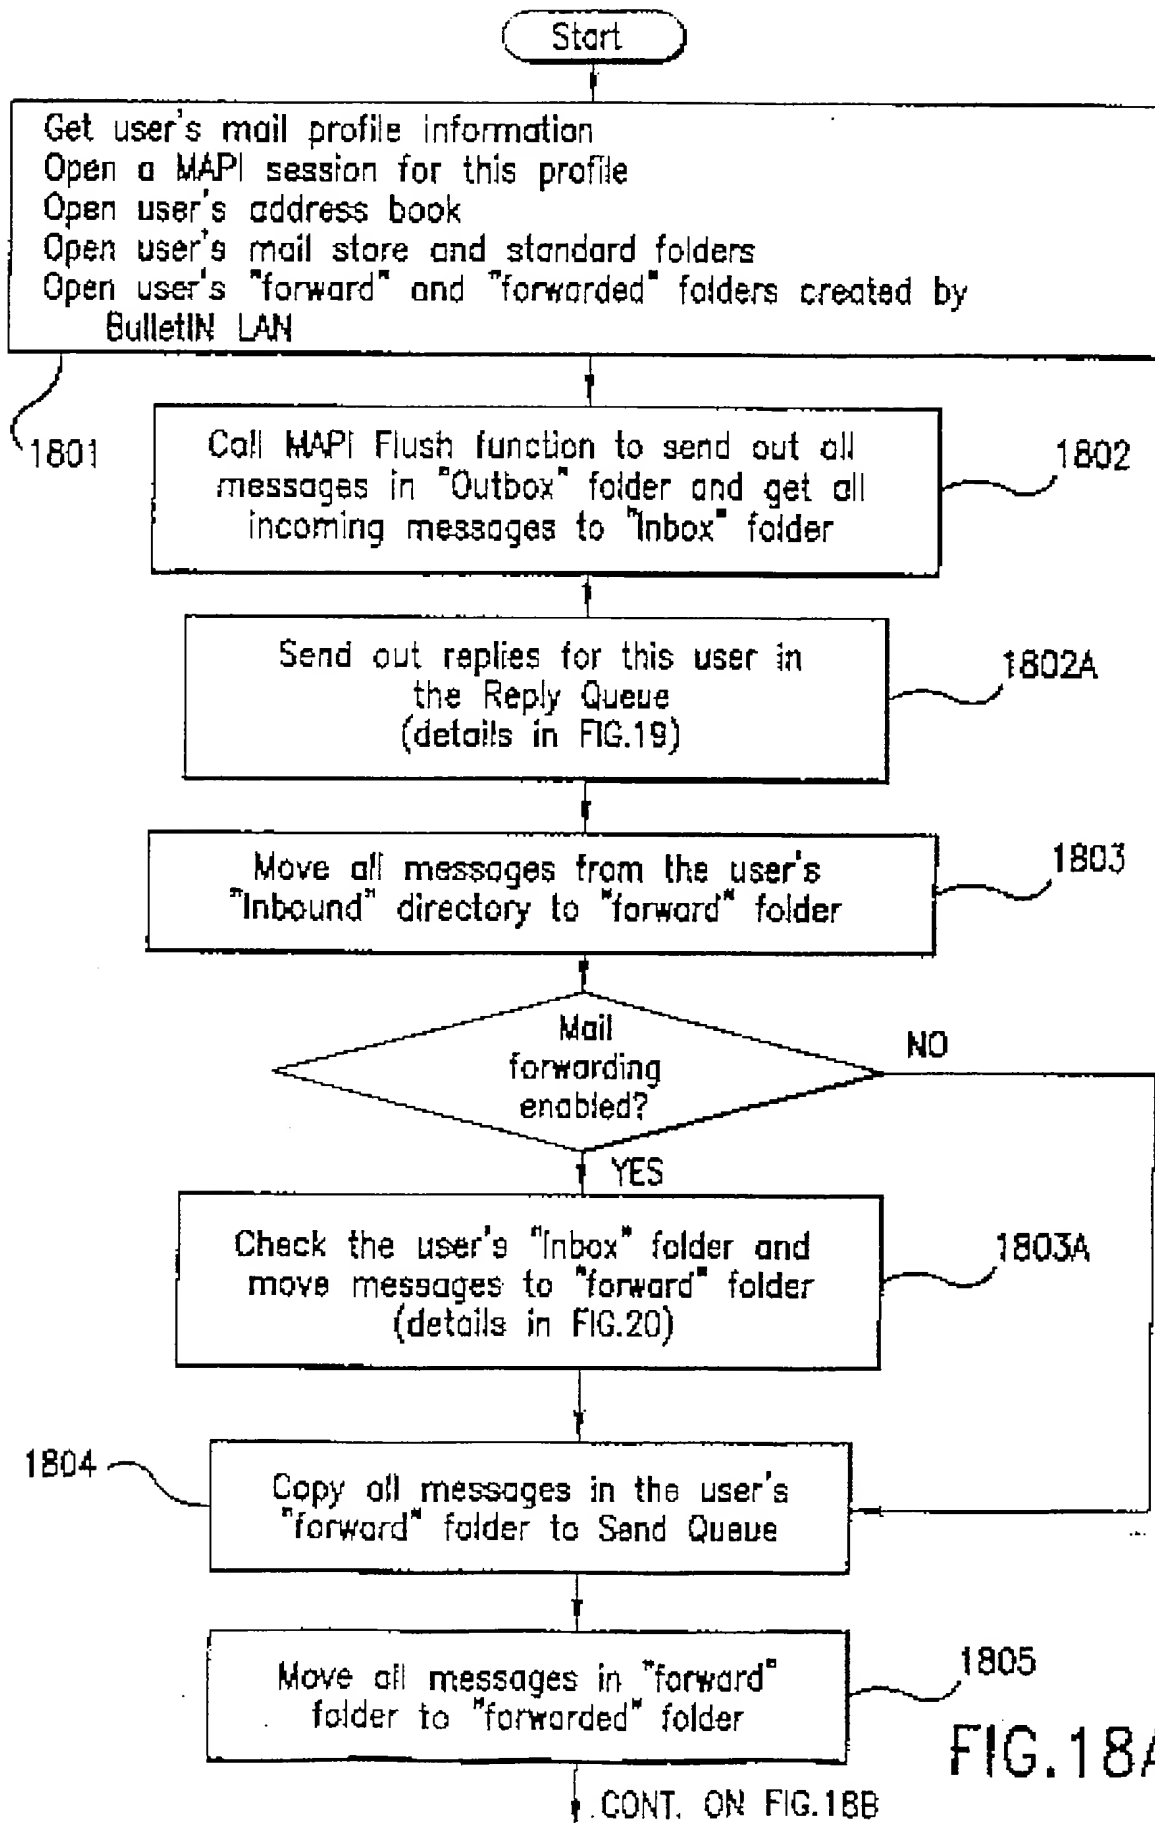 Start
Get user's mail profile information
Open a MAPI session for this profile
Open user's address book
Open user's mail store and standard folders
Open user's "forward" and "forwarded" folders created by
BulletIN LAN
1801
Call MAPI Flush function to send out all
messages in "Outbox" folder and get all
incoming messages to "Inbox" folder
1802
Send out replies for this user in
the Reply Queue
(details in FIG.19)
1802A
Move all messages from the user's
"Inbound" directory to "forward" folder
1803
Mail
forwarding
enabled?
NO
YES
Check the user's "Inbox" folder and
move messages to "forward" folder
(details in FIG.20)
1803A
1804
Copy all messages in the user's
"forward" folder to Send Queue
Move all messages in "forward"
folder to "forwarded" folder
1805
FIG.18A
CONT. ON FIG.18B